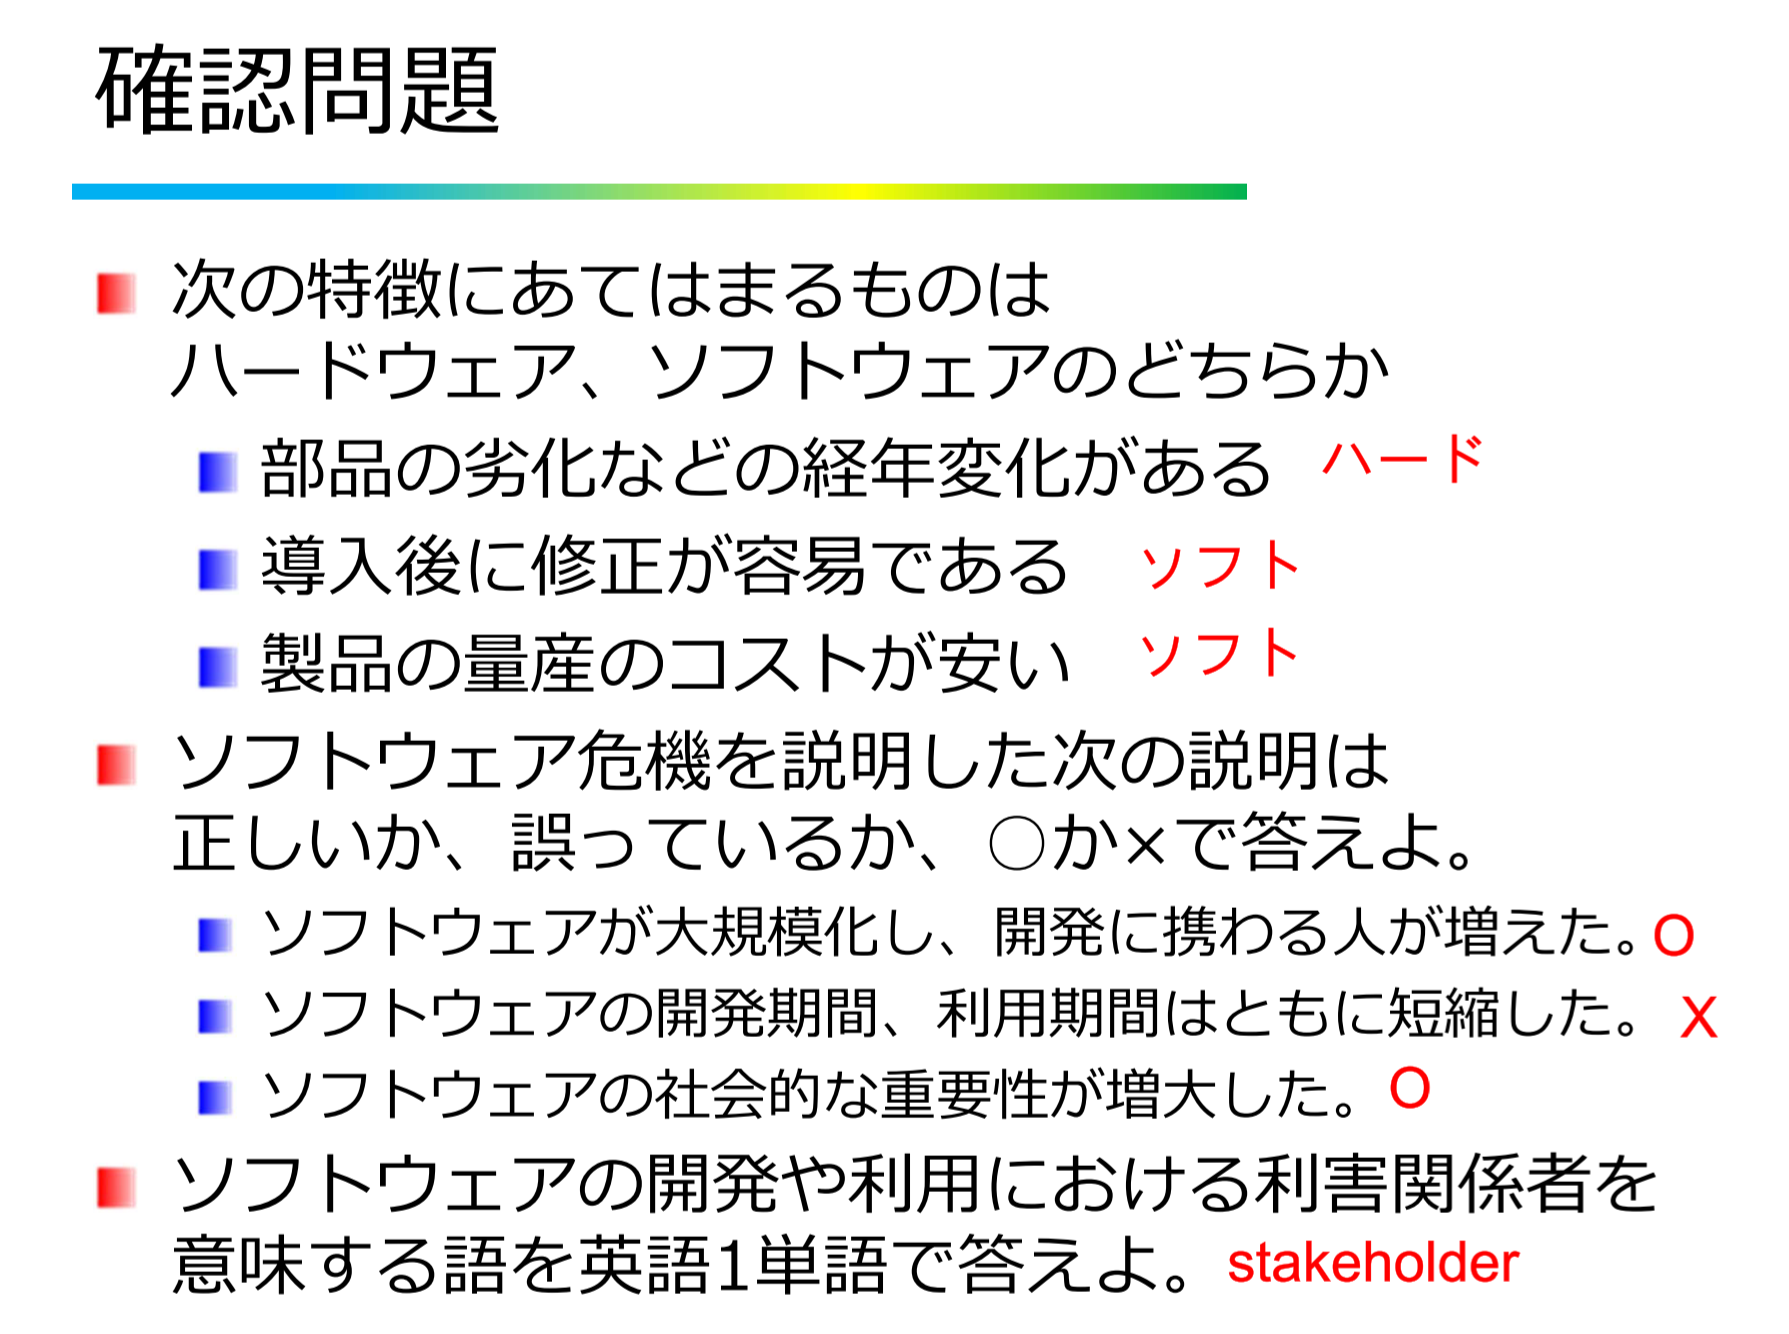 確認問題
次の特徴にあてはまるものは
ハードウェア、ソフトウェアのどちらか
部品の劣化などの経年変化がある ハード
導入後に修正が容易である ソフト
製品の量産のコストが安い ソフト
ソフトウェア危機を説明した次の説明は
正しいか、誤っているか、○か×で答えよ。
ソフトウェアが大規模化し、開発に携わる人が増えた。O
ソフトウェアの開発期間、利用期間はともに短縮した。X
ソフトウェアの社会的な重要性が増大した。O
ソフトウェアの開発や利用における利害関係者を
意味する語を英語1単語で答えよ。stakeholder